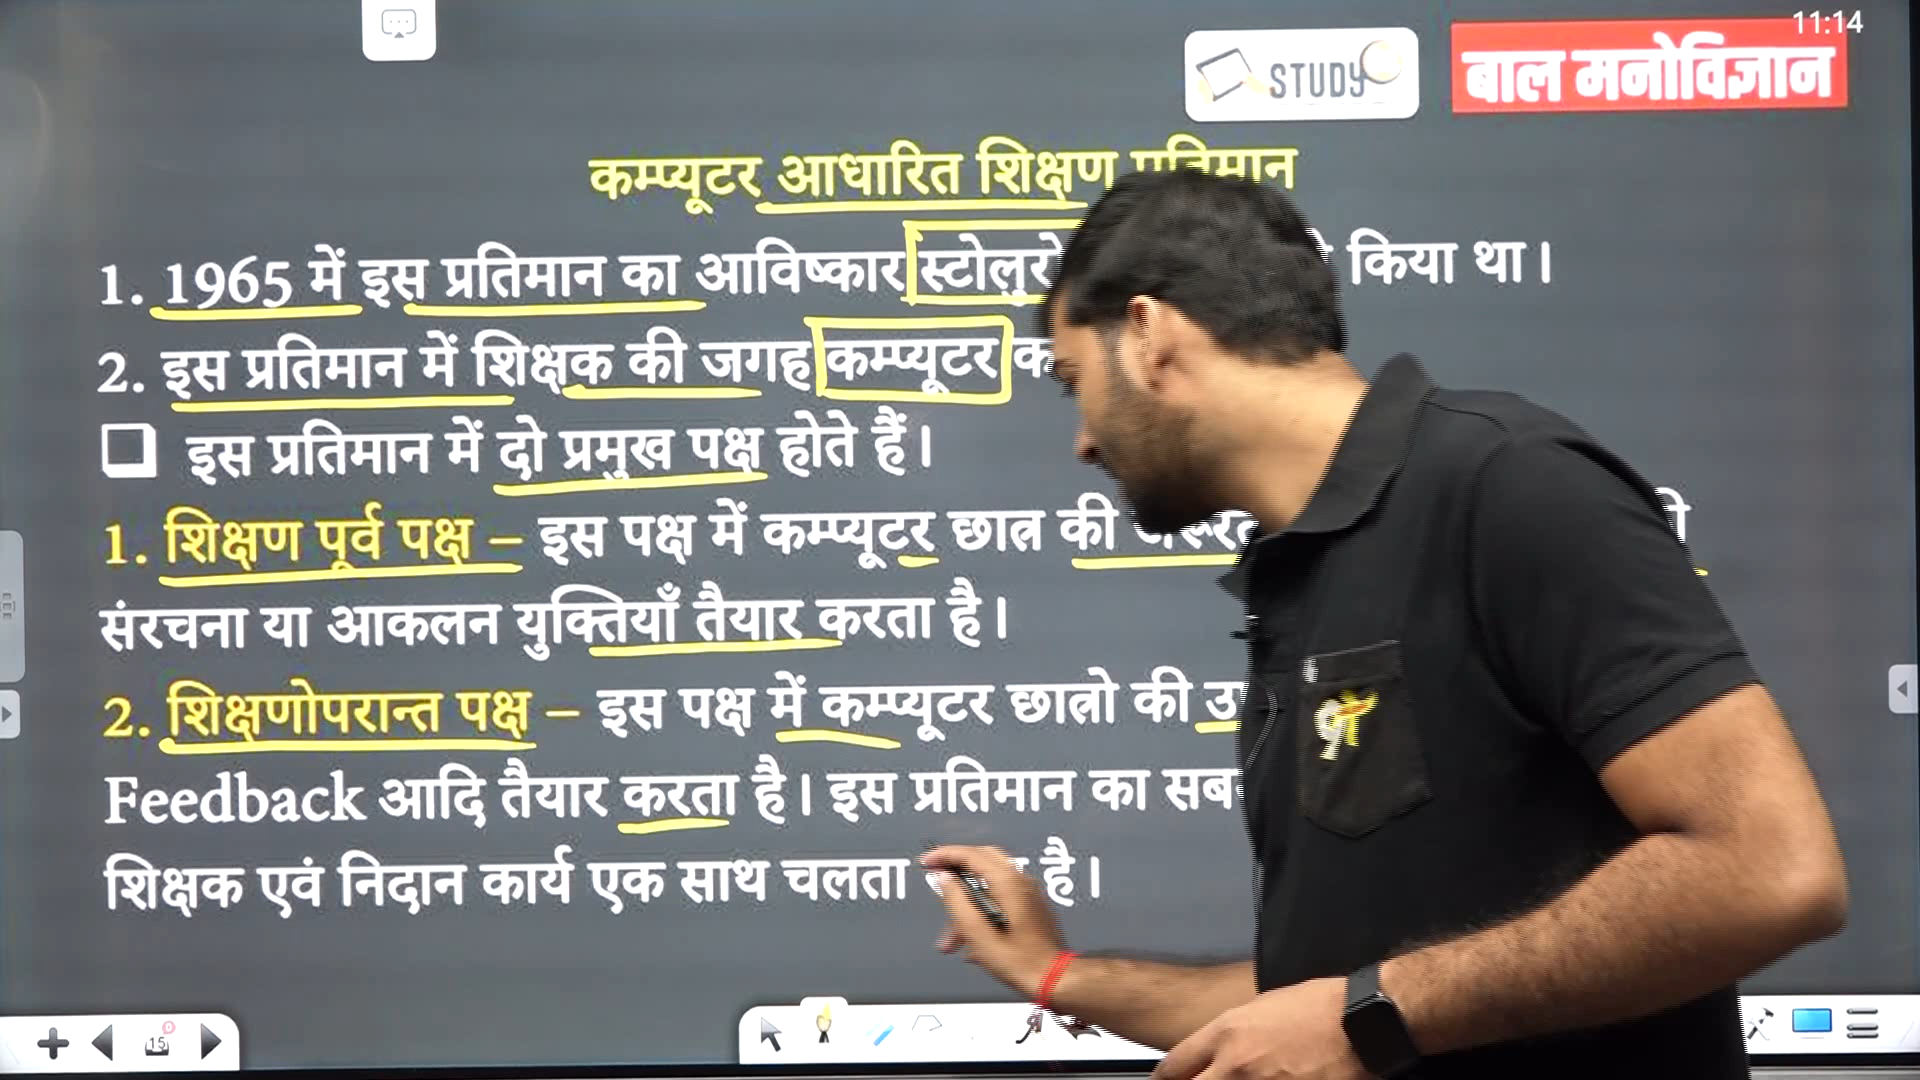 11:14
STUDY
बाल मनोविज्ञान
कम्प्यूटर आधारित शिक्षण प्रतिमान
1. 1965 में इस प्रतिमान का आविष्कार किया था।
2. इस प्रतिमान में शिक्षक की जगह कम्प्यूटर
इस प्रतिमान में दो प्रमुख पक्ष होते हैं।
1. शिक्षण पूर्व पक्ष – इस पक्ष में कम्प्यूटर छात्र की
संरचना या आकलन युक्तियाँ तैयार करता है।
2. शिक्षणोपरान्त पक्ष – इस पक्ष में कम्प्यूटर छात्रो की
Feedback आदि तैयार करता है। इस प्रतिमान का
शिक्षक एवं निदान कार्य एक साथ चलता है।
15